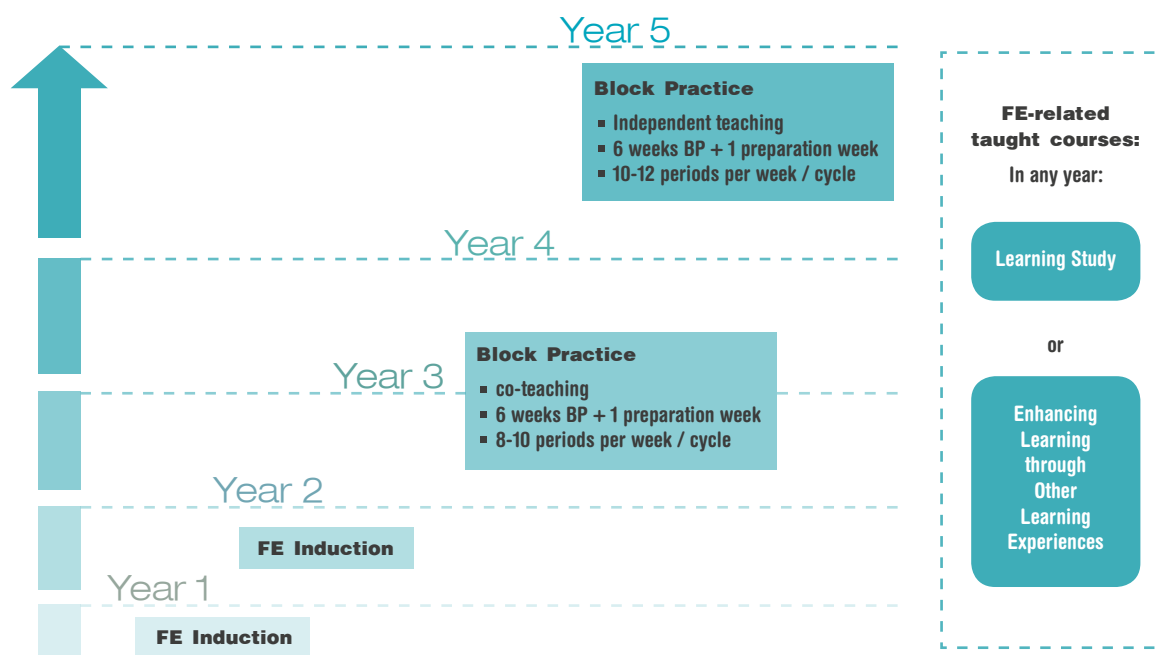 Year 5
Block Practice
▪ Independent teaching
▪ 6 weeks BP + 1 preparation week
▪ 10-12 periods per week / cycle
Year 4
Year 3
Block Practice
▪ co-teaching
▪ 6 weeks BP + 1 preparation week
▪ 8-10 periods per week / cycle
Year 2
FE Induction
Year 1
FE Induction
FE-related
taught courses:
In any year:
Learning Study
or
Enhancing
Learning
through
Other
Learning
Experiences